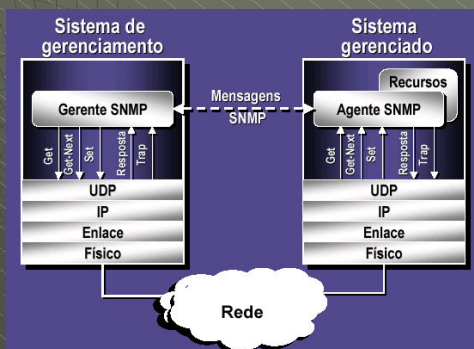 Sistema de
gerenciamento
Gerente SNMP
Get
Get-Next
Set
Resposta
Trap
UDP
IP
Enlace
Físico
Mensagens
SNMP
Sistema
gerenciado
Recursos
Agente SNMP
Get
Get-Next
Set
Resposta
Trap
UDP
IP
Enlace
Físico
Rede